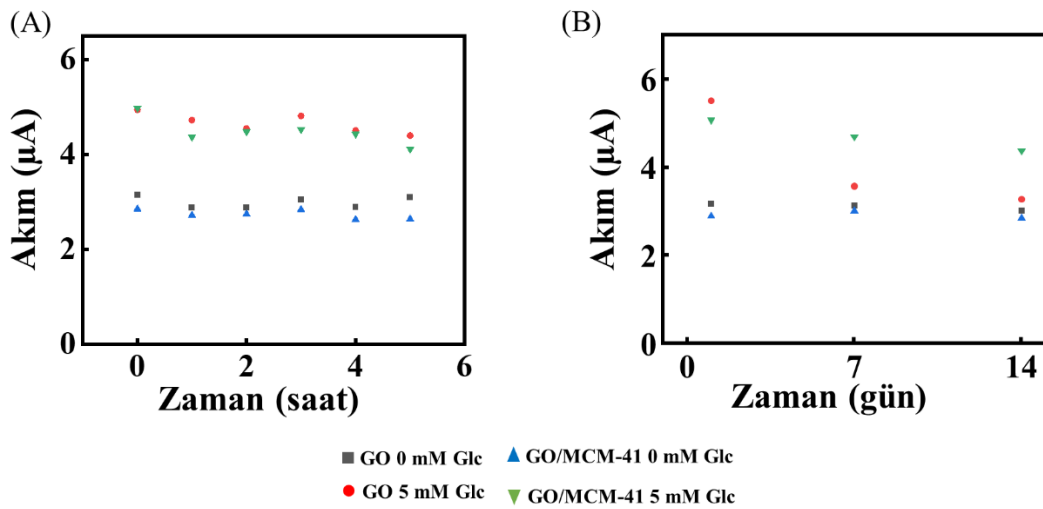 (A)
Akım (µA)
6
4
2
0
0 2 4 6
Zaman (saat)
(B)
Akım (µA)
6
4
2
0
0 7 14
Zaman (gün)
GO 0 mM Glc
GO/MCM-41 0 mM Glc
GO 5 mM Glc
GO/MCM-41 5 mM Glc